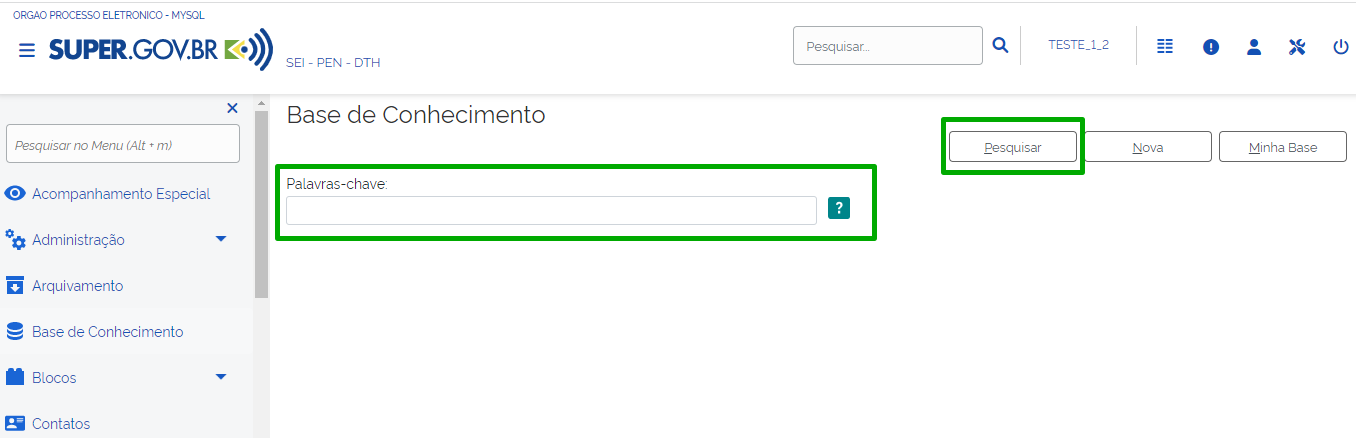 ORGAO PROCESSO ELETRONICO - MYSQL
SUPER.GOV.BR
SEI - PEN - DTH
Pesquisar...
TESTE_1_2
Pesquisar no Menu (Alt + m)
Acompanhamento Especial
Administração
Arquivamento
Base de Conhecimento
Blocos
Contatos
Base de Conhecimento
Pesquisar
Nova
Minha Base
Palavras-chave:
?